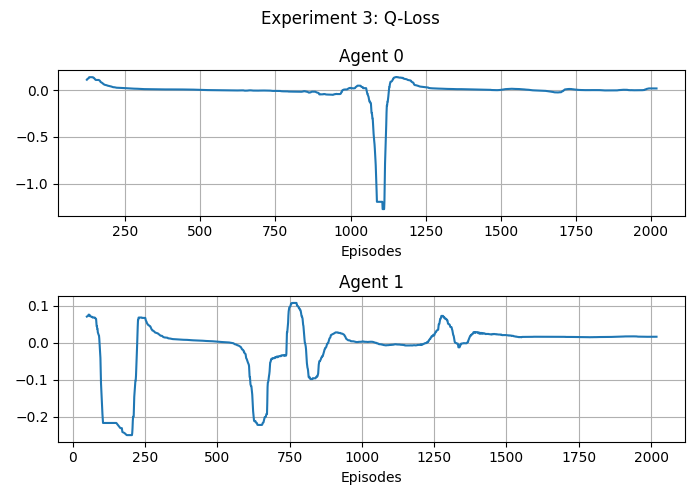 Experiment 3: Q-Loss
Agent 0
0.0
−0.5
−1.0
250 500 750 1000 1250 1500 1750 2000
Episodes
Agent 1
0.1
0.0
−0.1
−0.2
0 250 500 750 1000 1250 1500 1750 2000
Episodes